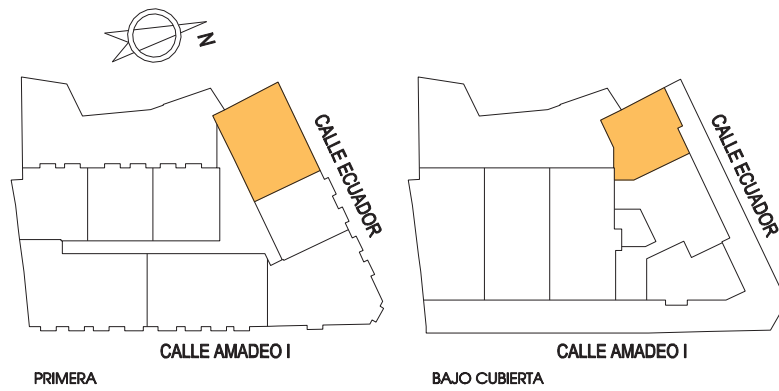 N
CALLE ECUADOR
CALLE ECUADOR
CALLE AMADEO I
CALLE AMADEO I
PRIMERA
BAJO CUBIERTA